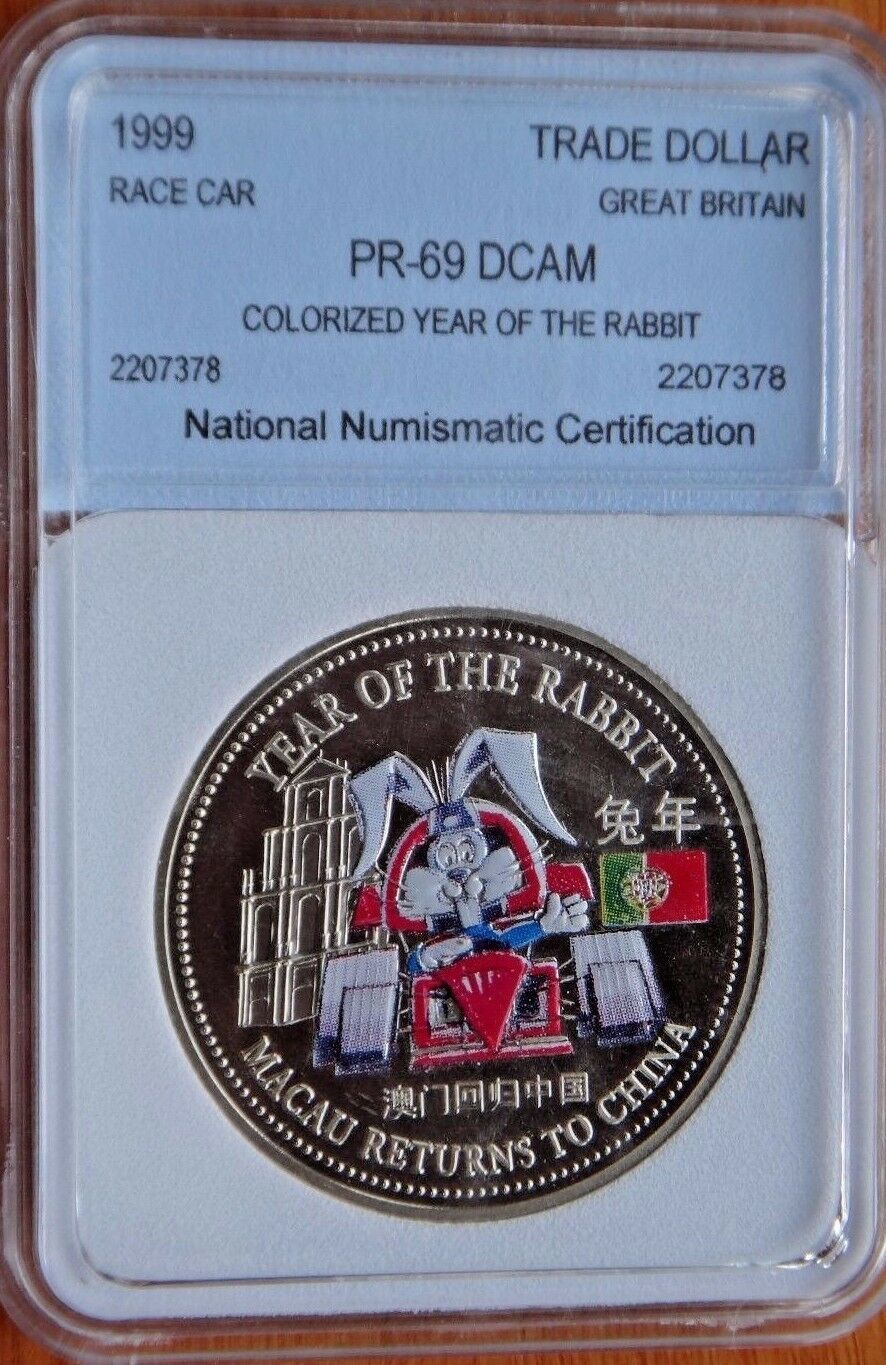 1999 TRADE DOLLAR
RACE CAR GREAT BRITAIN
PR-69 DCAM
COLORIZED YEAR OF THE RABBIT
2207378 2207378
National Numismatic Certification
YEAR OF THE RABBIT
兔年
澳门回归中国
MACAU RETURNS TO CHINA